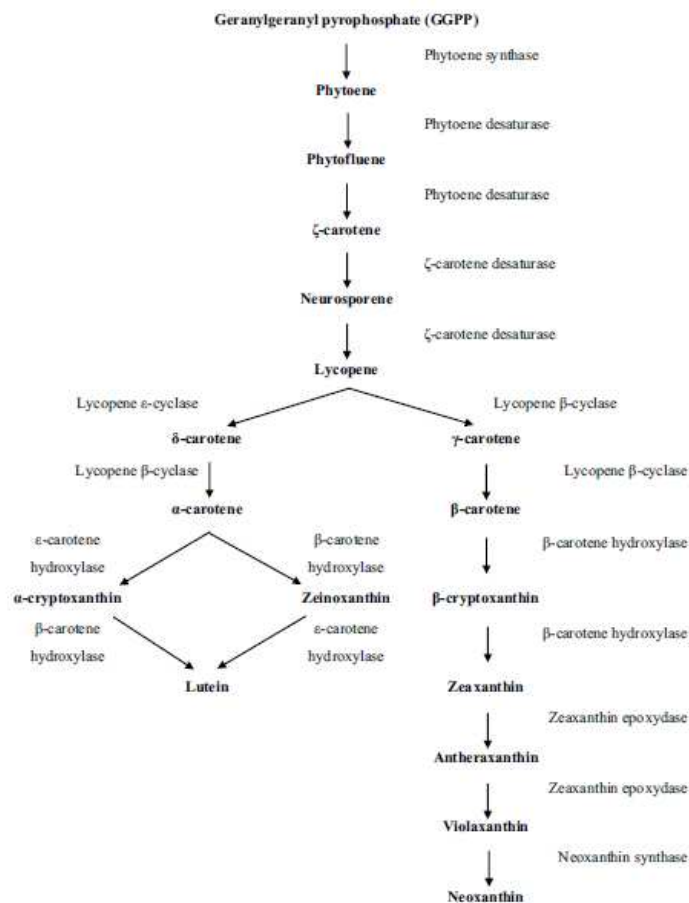 Geranylgeranyl pyrophosphate (GGPP)
Phytoene synthase
Phytoene
Phytoene desaturase
Phytofluene
Phytoene desaturase
ζ-carotene
ζ-carotene desaturase
Neurosporene
ζ-carotene desaturase
Lycopene
Lycopene ε-cyclase
Lycopene β-cyclase
δ-carotene
γ-carotene
Lycopene β-cyclase
Lycopene β-cyclase
α-carotene
β-carotene
ε-carotene
hydroxylase
β-carotene
hydroxylase
β-carotene hydroxylase
α-cryptoxanthin
Zeinoxanthin
β-cryptoxanthin
β-carotene
hydroxylase
ε-carotene
hydroxylase
β-carotene hydroxylase
Lutein
Zeaxanthin
Zeaxanthin epoxydase
Antheraxanthin
Zeaxanthin epoxydase
Violaxanthin
Neoxanthin synthase
Neoxanthin